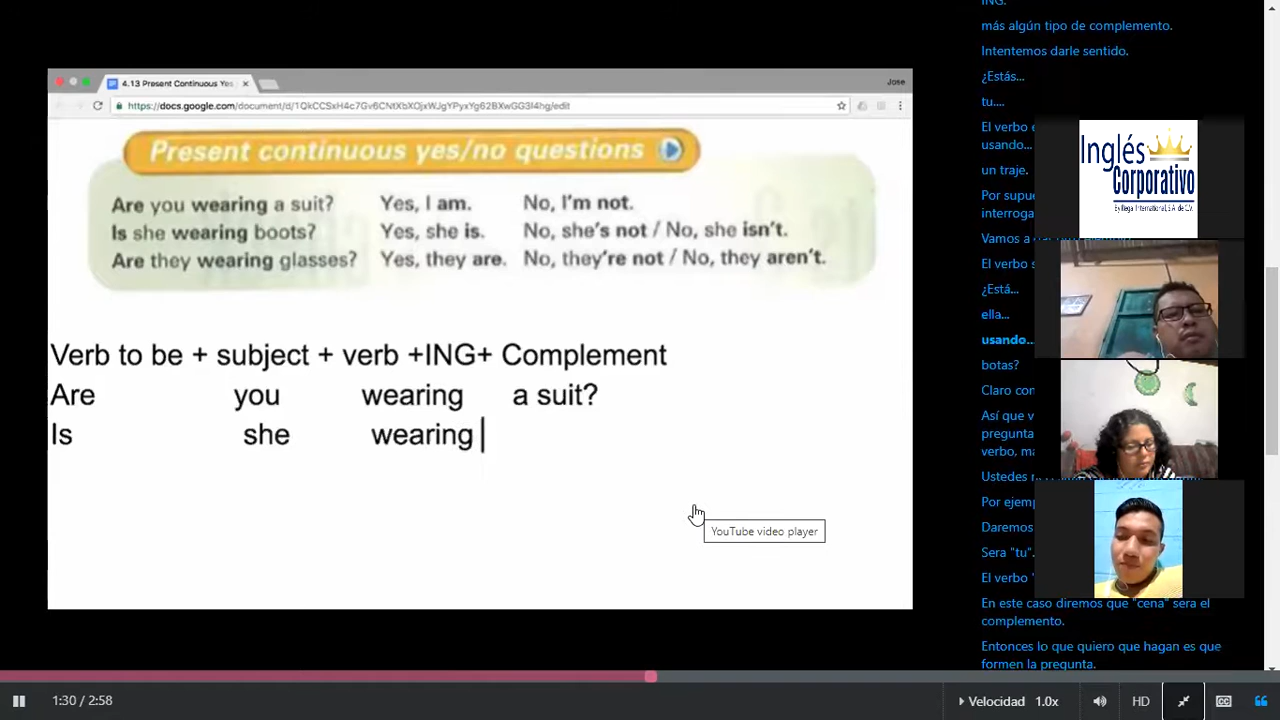 4.13 Present Continuous Yes
Jose
https://docs.google.com/document/d/1QkCCSxH4c7Gv6CNtXbXOjxWJgYPyxYg62BXwGG3I4hg/edit
Present continuous yes/no questions
Are you wearing a suit? Yes, I am. No, I'm not.
Is she wearing boots? Yes, she is. No, she's not / No, she isn't.
Are they wearing glasses? Yes, they are. No, they're not / No, they aren't.
Verb to be + subject + verb +ING+ Complement
Are you wearing a suit?
Is she wearing
YouTube video player
ING.
más algún tipo de complemento.
Intentemos darle sentido.
¿Estás...
tu....
El verbo
usando...
un traje.
Por
Vamos a
El verbo
¿Está...
ella...
usando...
botas?
Claro
Así que
pregunta
verbo,
Ustedes
Por
Daremos
Sera "tu".
El verbo
En este caso diremos que "cena" sera el
complemento.
Entonces lo que quiero que hagan es que
formen la pregunta.
Inglés
Corporativo
1:30 / 2:58
Velocidad 1.0x
HD
CC